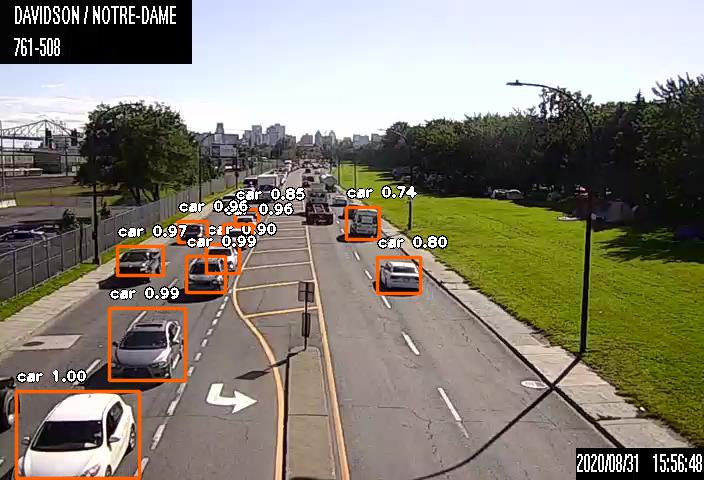 DAVIDSON / NOTRE-DAME
761-508
car 0.85
car 0.74
car 0.96
car 0.96
car 0.97
car 0.90
car 0.99
car 0.80
car 0.99
car 1.00
2020/08/31 15:56:48